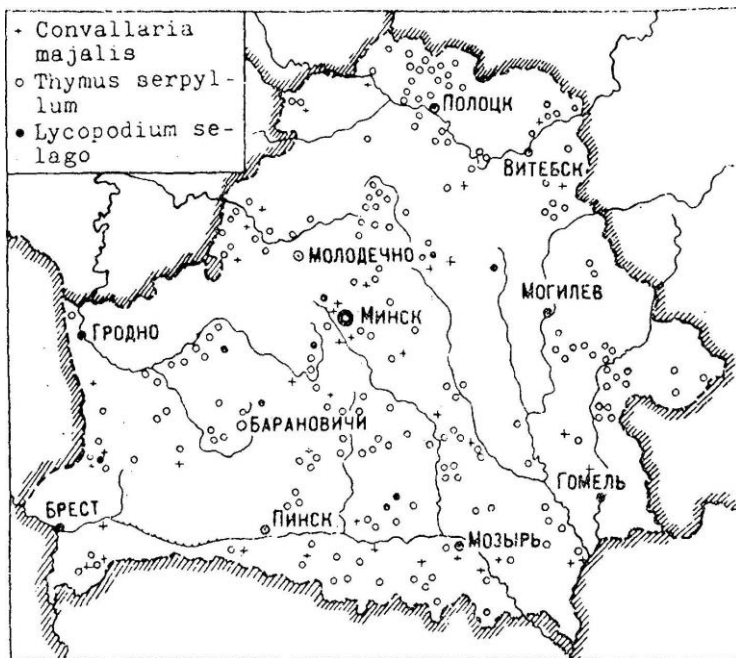 + Convallaria
majalis
○ Thymus serpyl-
lum
● Lycopodium se-
lago
ПОЛОЦК
ВИТЕБСК
МОЛОДЕЧНО
МОГИЛЕВ
МИНСК
ГРОДНО
БАРАНОВИЧИ
ГОМЕЛЬ
БРЕСТ
ПИНСК
МОЗЫРЬ